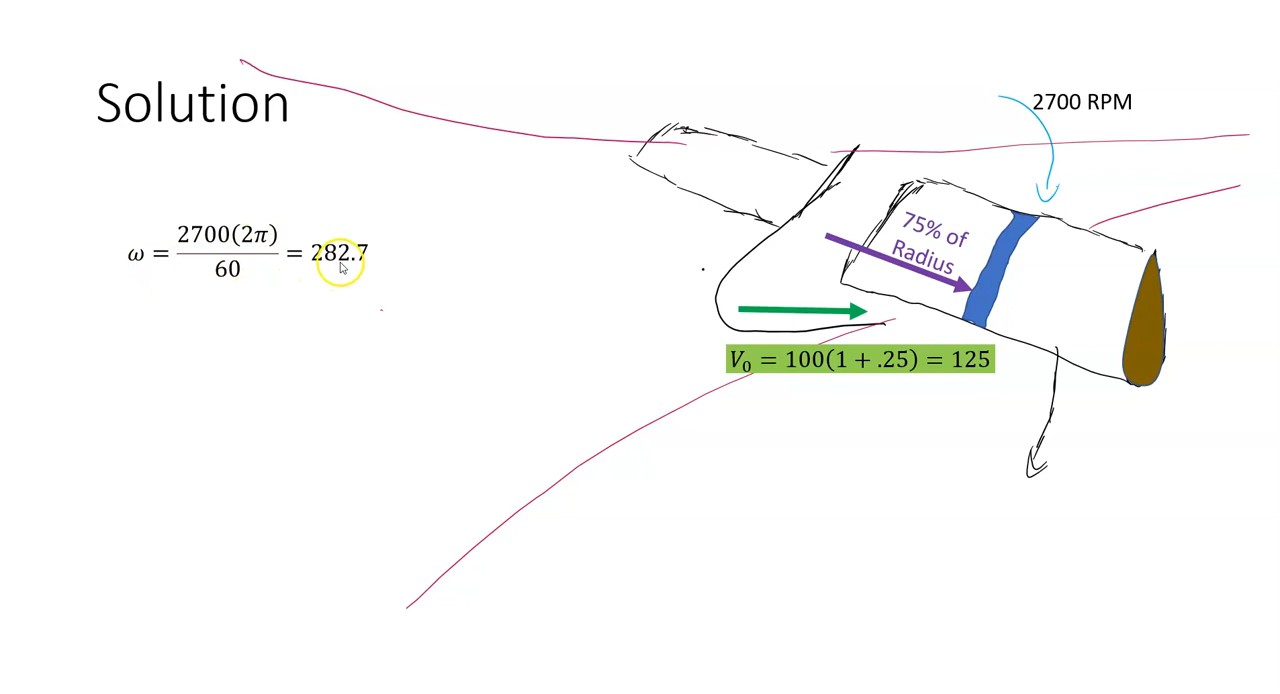 Solution
2700 RPM
ω = 2700(2π) / 60 = 282.7
75% of
Radius
V₀ = 100(1 + .25) = 125